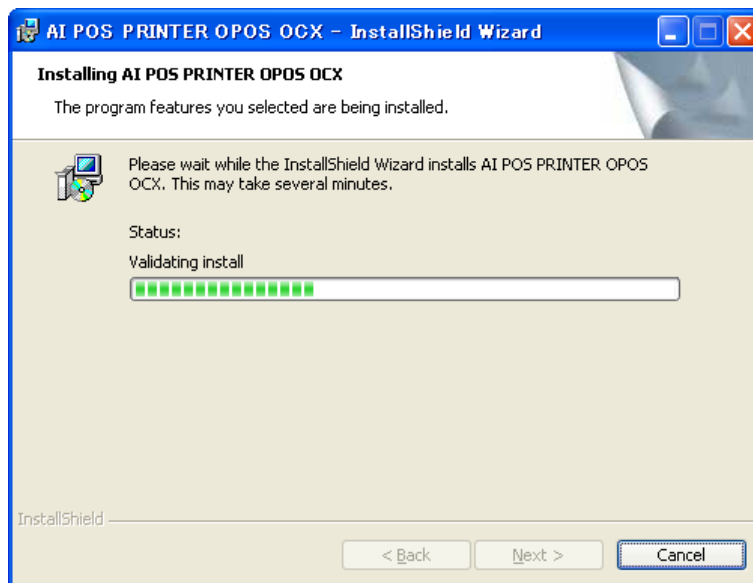 AI POS PRINTER OPOS OCX - InstallShield Wizard
Installing AI POS PRINTER OPOS OCX
The program features you selected are being installed.
Please wait while the InstallShield Wizard installs AI POS PRINTER OPOS
OCX. This may take several minutes.
Status:
Validating install
InstallShield
< Back Next > Cancel